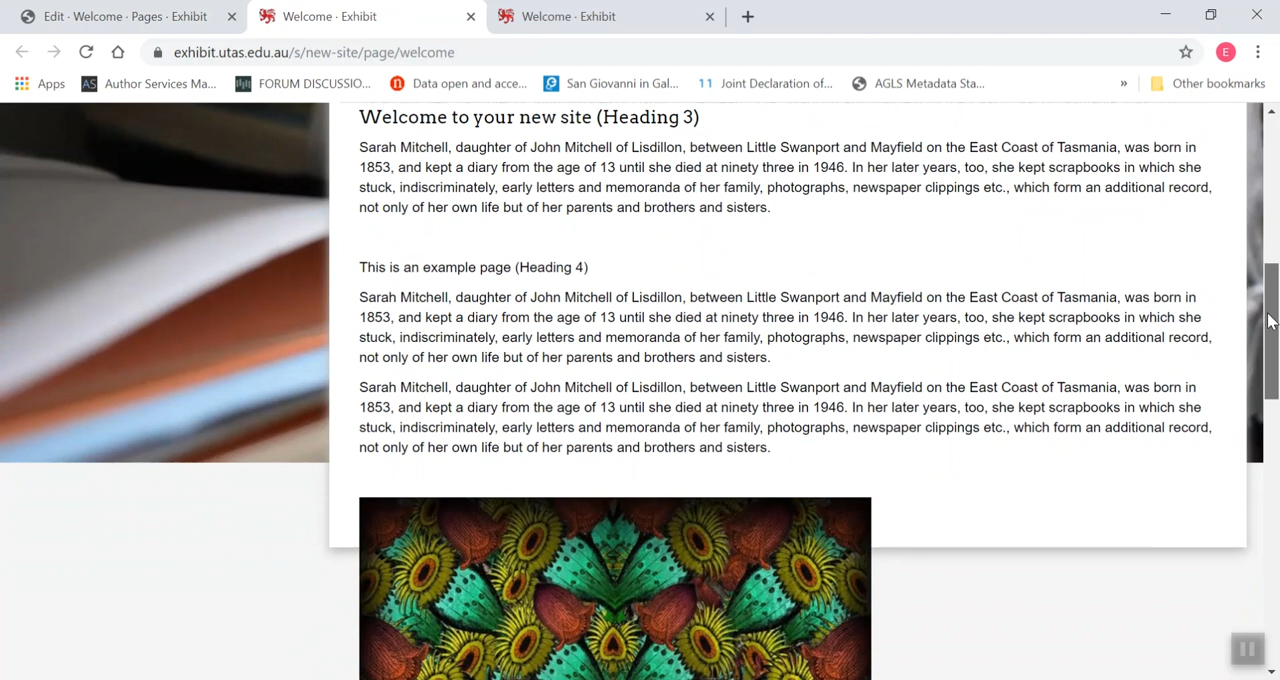 Edit · Welcome · Pages · Exhibit
Welcome · Exhibit
Welcome · Exhibit
exhibit.utas.edu.au/s/new-site/page/welcome
E
Apps
AS Author Services Ma...
FORUM DISCUSSIO...
n Data open and acce...
San Giovanni in Gal...
11 Joint Declaration of...
AGLS Metadata Sta...
»
Other bookmarks
Welcome to your new site (Heading 3)
Sarah Mitchell, daughter of John Mitchell of Lisdillon, between Little Swanport and Mayfield on the East Coast of Tasmania, was born in
1853, and kept a diary from the age of 13 until she died at ninety three in 1946. In her later years, too, she kept scrapbooks in which she
stuck, indiscriminately, early letters and memoranda of her family, photographs, newspaper clippings etc., which form an additional record,
not only of her own life but of her parents and brothers and sisters.
This is an example page (Heading 4)
Sarah Mitchell, daughter of John Mitchell of Lisdillon, between Little Swanport and Mayfield on the East Coast of Tasmania, was born in
1853, and kept a diary from the age of 13 until she died at ninety three in 1946. In her later years, too, she kept scrapbooks in which she
stuck, indiscriminately, early letters and memoranda of her family, photographs, newspaper clippings etc., which form an additional record,
not only of her own life but of her parents and brothers and sisters.
Sarah Mitchell, daughter of John Mitchell of Lisdillon, between Little Swanport and Mayfield on the East Coast of Tasmania, was born in
1853, and kept a diary from the age of 13 until she died at ninety three in 1946. In her later years, too, she kept scrapbooks in which she
stuck, indiscriminately, early letters and memoranda of her family, photographs, newspaper clippings etc., which form an additional record,
not only of her own life but of her parents and brothers and sisters.